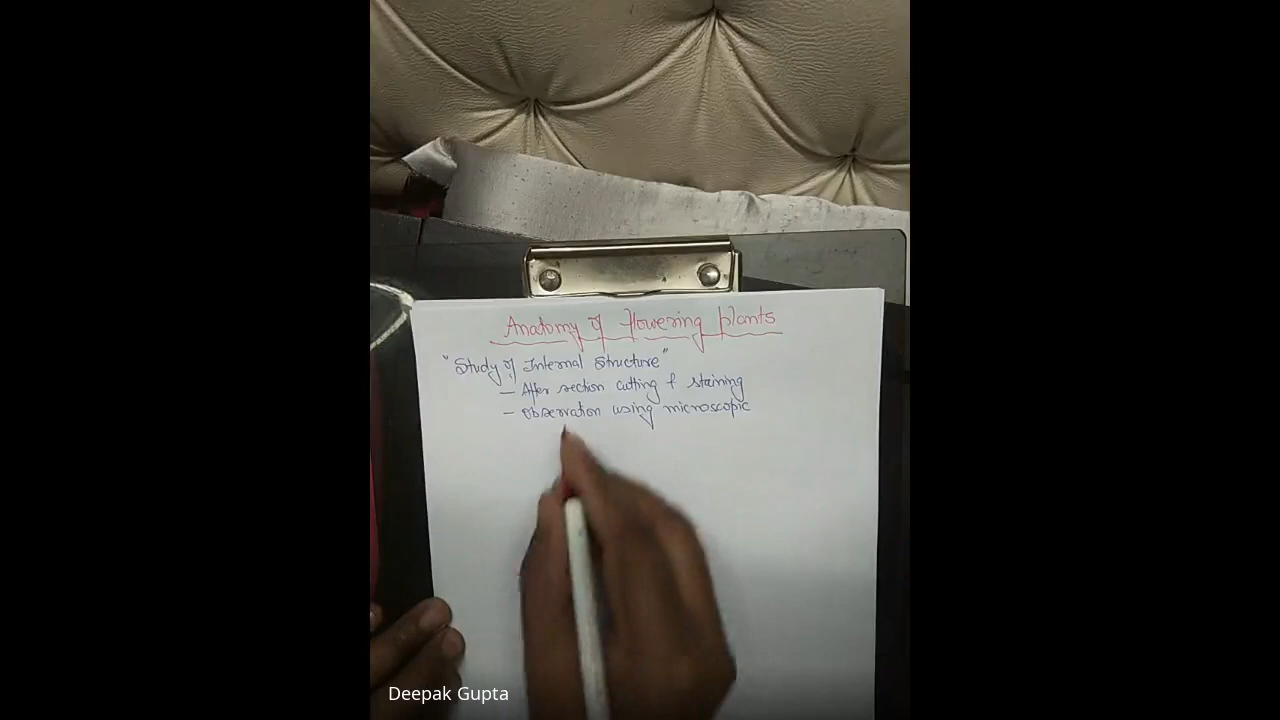 Anatomy of flowering plants
"Study of Internal Structure"
— After section cutting & staining
— Observation using microscopic
Deepak Gupta